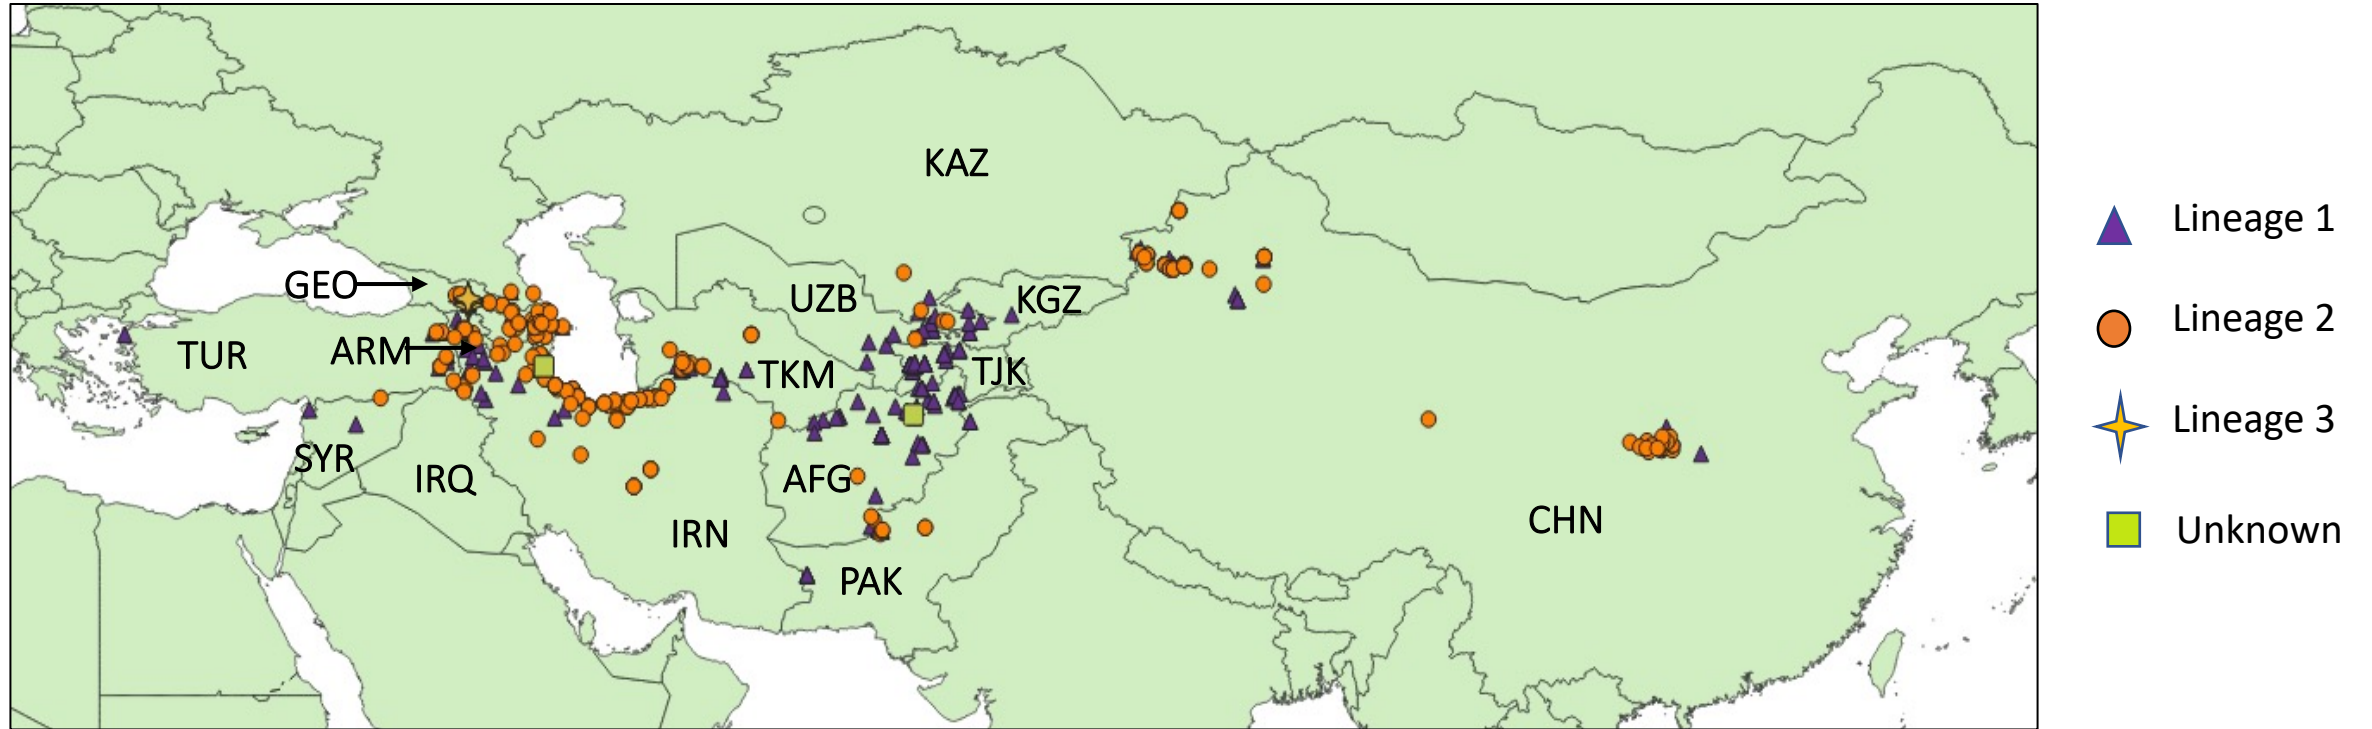 KAZ
GEO
UZB
KGZ
TUR
ARM
TKM
TJK
SYR
IRQ
AFG
IRN
CHN
PAK
Lineage 1
Lineage 2
Lineage 3
Unknown